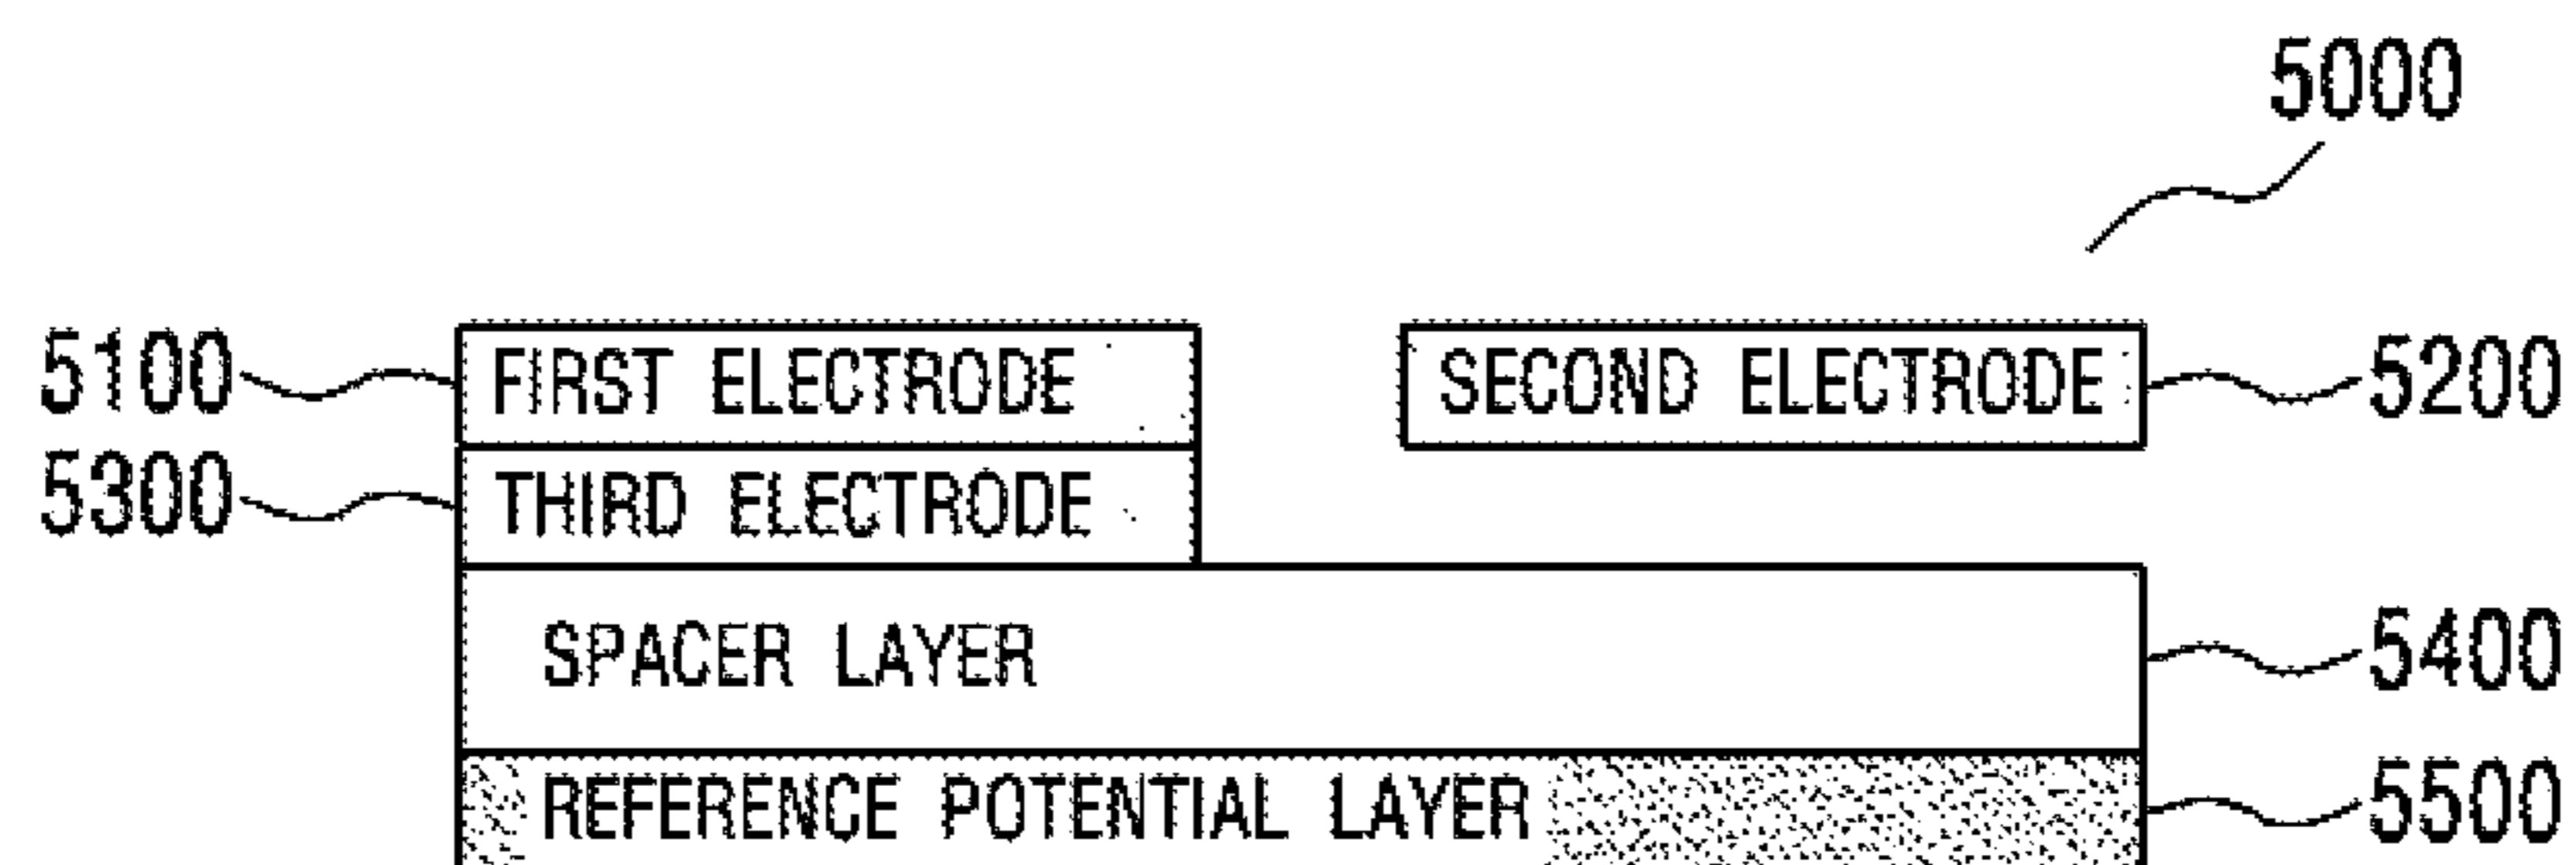 5000
5100 FIRST ELECTRODE SECOND ELECTRODE 5200
5300 THIRD ELECTRODE
SPACER LAYER 5400
REFERENCE POTENTIAL LAYER 5500